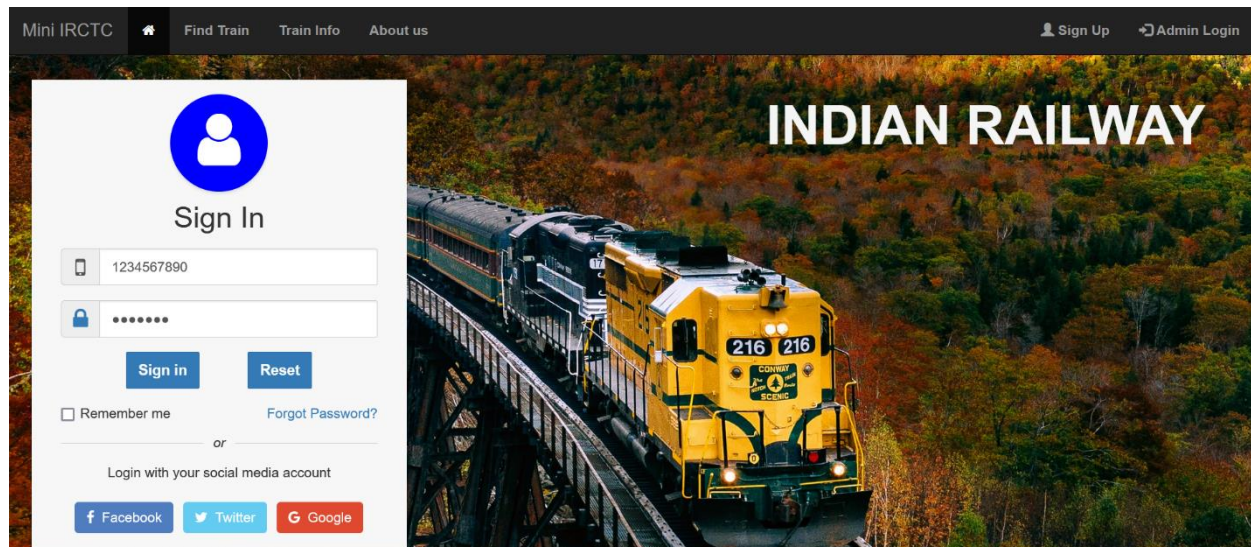 Mini IRCTC Find Train Train Info About us Sign Up Admin Login
INDIAN RAILWAY
Sign In
1234567890
•••••••
Sign in Reset
Remember me Forgot Password?
or
Login with your social media account
f Facebook Twitter G Google
17
216 216
CONWAY
SCENIC